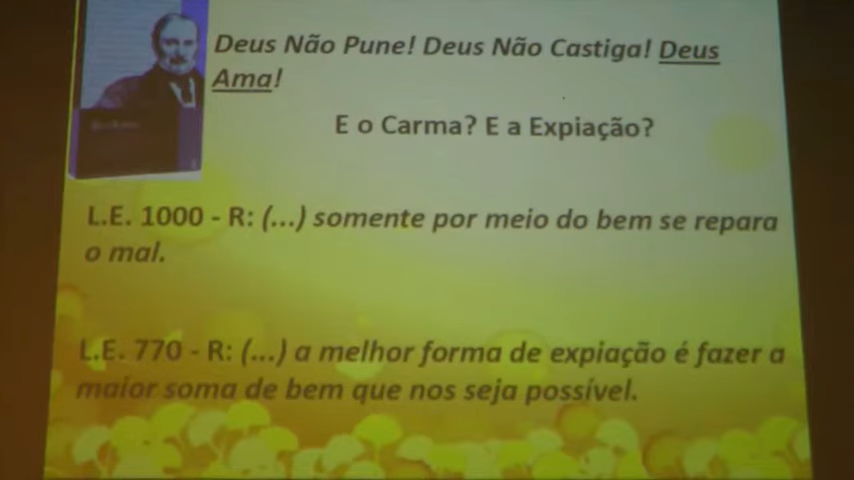 Deus Não Pune! Deus Não Castiga! Deus
Ama!
E o Carma? E a Expiação?
L.E. 1000 - R: (...) somente por meio do bem se repara
o mal.
L.E. 770 - R: (...) a melhor forma de expiação é fazer a
maior soma de bem que nos seja possível.